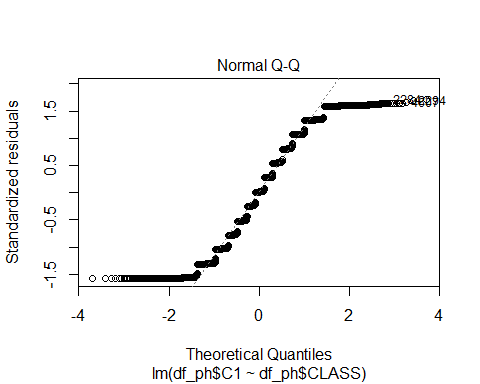 Normal Q-Q
Standardized residuals
1.5
0.5
-0.5
-1.5
-4
-2
0
2
4
Theoretical Quantiles
lm(df_ph$C1 ~ df_ph$CLASS)